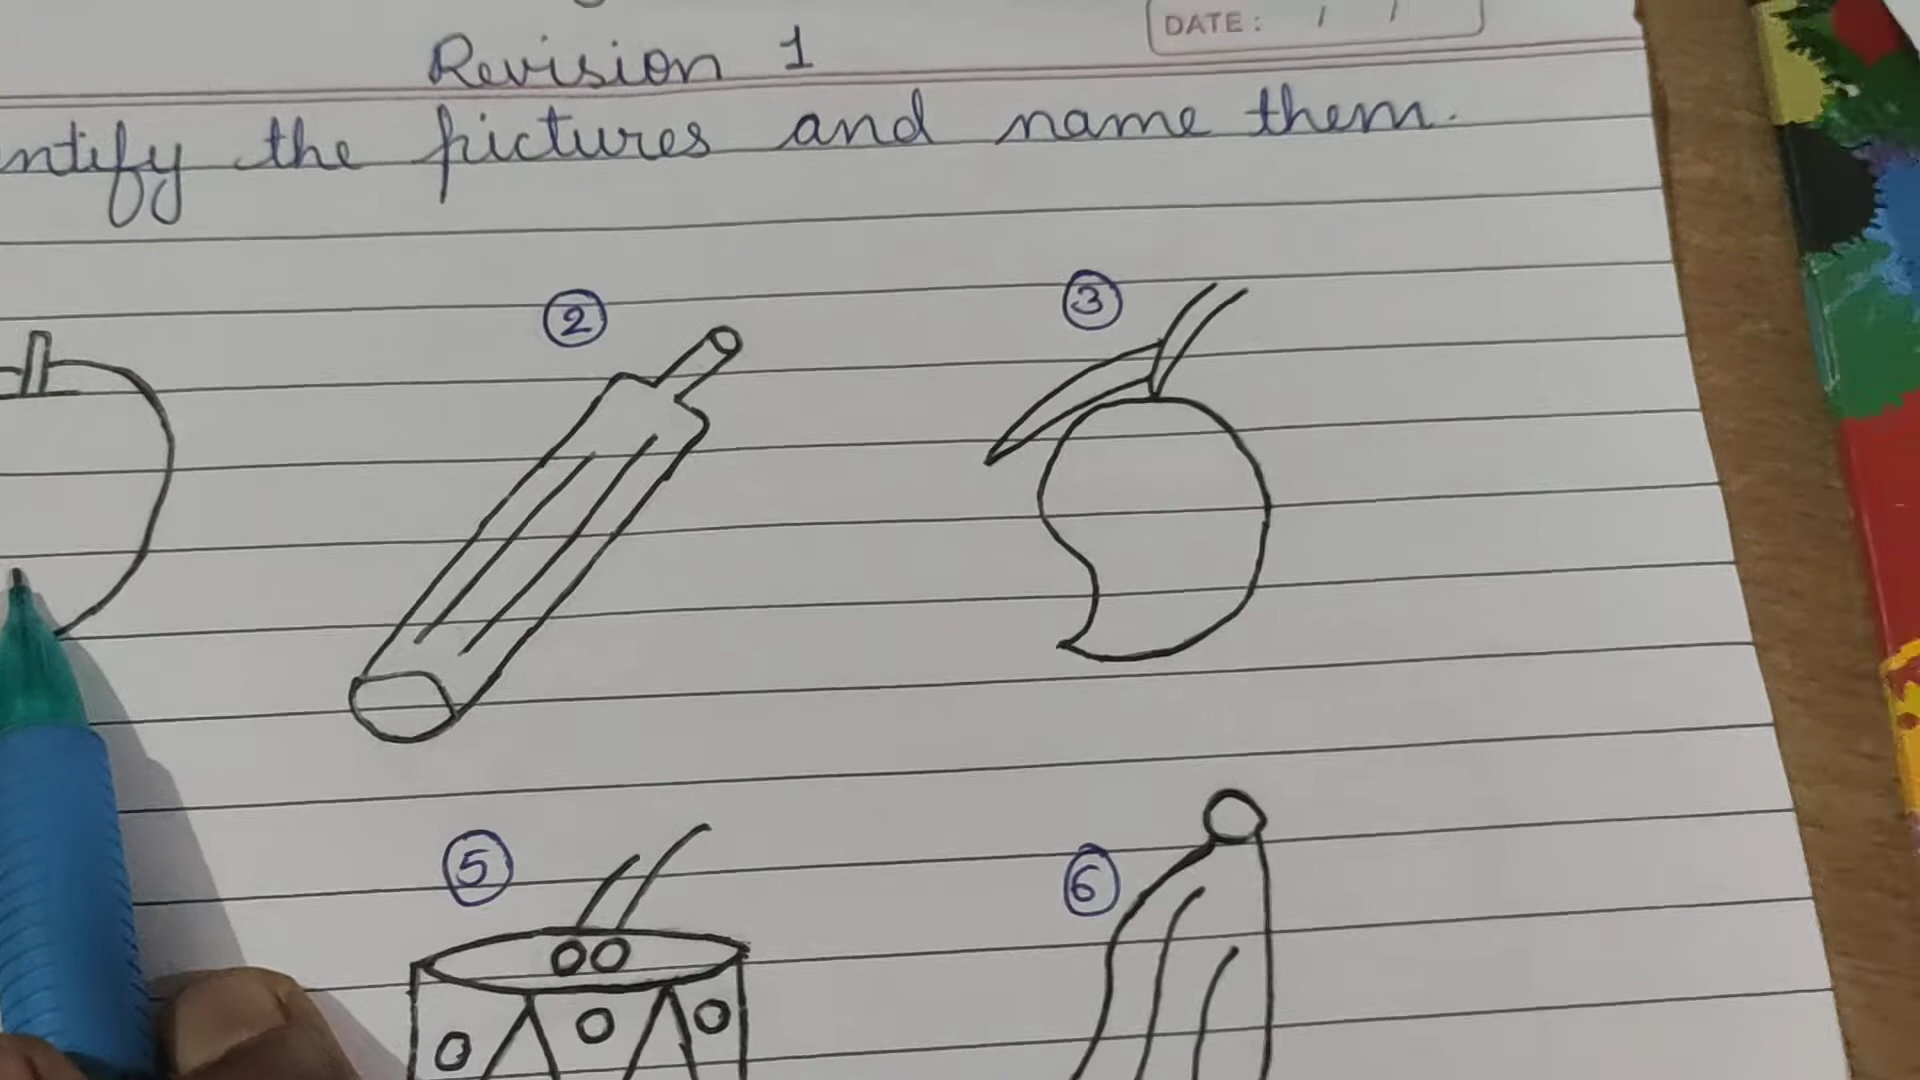 DATE: / /
Revision 1
ntify the pictures and name them.
2 3
5 6